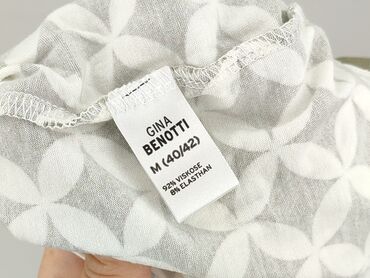 GINA
BENOTTI
M (40/42)
92% VISKOSE
8% ELASTHAN